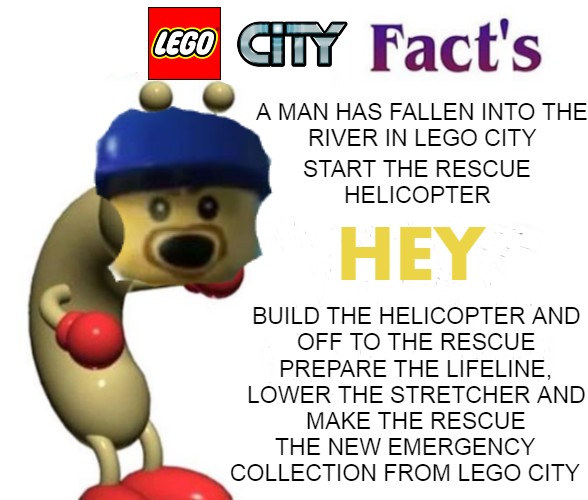 LEGO CITY Fact's
A MAN HAS FALLEN INTO THE
RIVER IN LEGO CITY
START THE RESCUE
HELICOPTER
HEY
BUILD THE HELICOPTER AND
OFF TO THE RESCUE
PREPARE THE LIFELINE,
LOWER THE STRETCHER AND
MAKE THE RESCUE
THE NEW EMERGENCY
COLLECTION FROM LEGO CITY